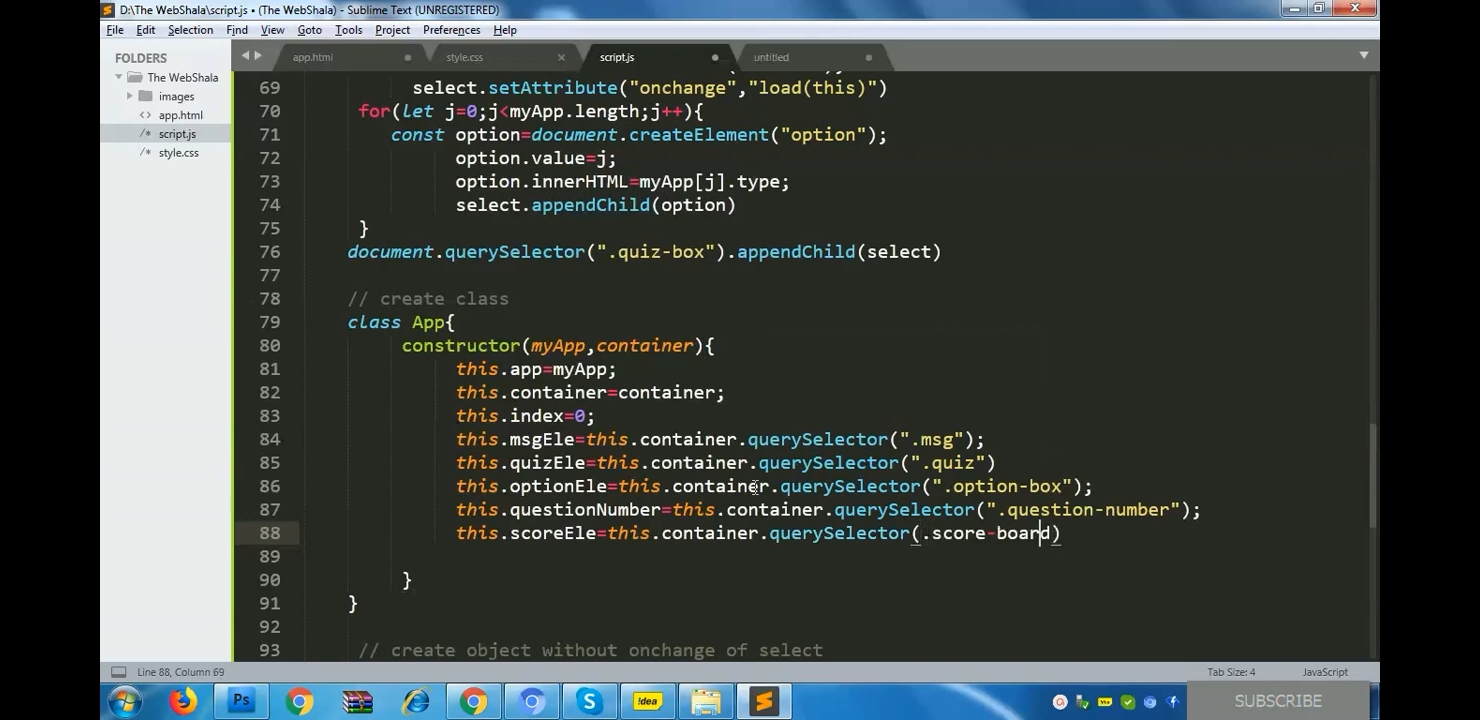 D:\The WebShala\script.js • (The WebShala) - Sublime Text (UNREGISTERED)
File Edit Selection Find View Goto Tools Project Preferences Help
FOLDERS
The WebShala
images
app.html
script.js
style.css
app.html style.css script.js untitled
69 select.setAttribute("onchange","load(this)")
70 for(let j=0;j<myApp.length;j++){
71 const option=document.createElement("option");
72 option.value=j;
73 option.innerHTML=myApp[j].type;
74 select.appendChild(option)
75 }
76 document.querySelector(".quiz-box").appendChild(select)
77
78 // create class
79 class App{
80 constructor(myApp,container){
81 this.app=myApp;
82 this.container=container;
83 this.index=0;
84 this.msgEle=this.container.querySelector(".msg");
85 this.quizEle=this.container.querySelector(".quiz")
86 this.optionEle=this.container.querySelector(".option-box");
87 this.questionNumber=this.container.querySelector(".question-number");
88 this.scoreEle=this.container.querySelector(.score-board)
89
90 }
91 }
92
93 // create object without onchange of select
Line 88, Column 69 Tab Size: 4 JavaScript
Ps !dea SUBSCRIBE